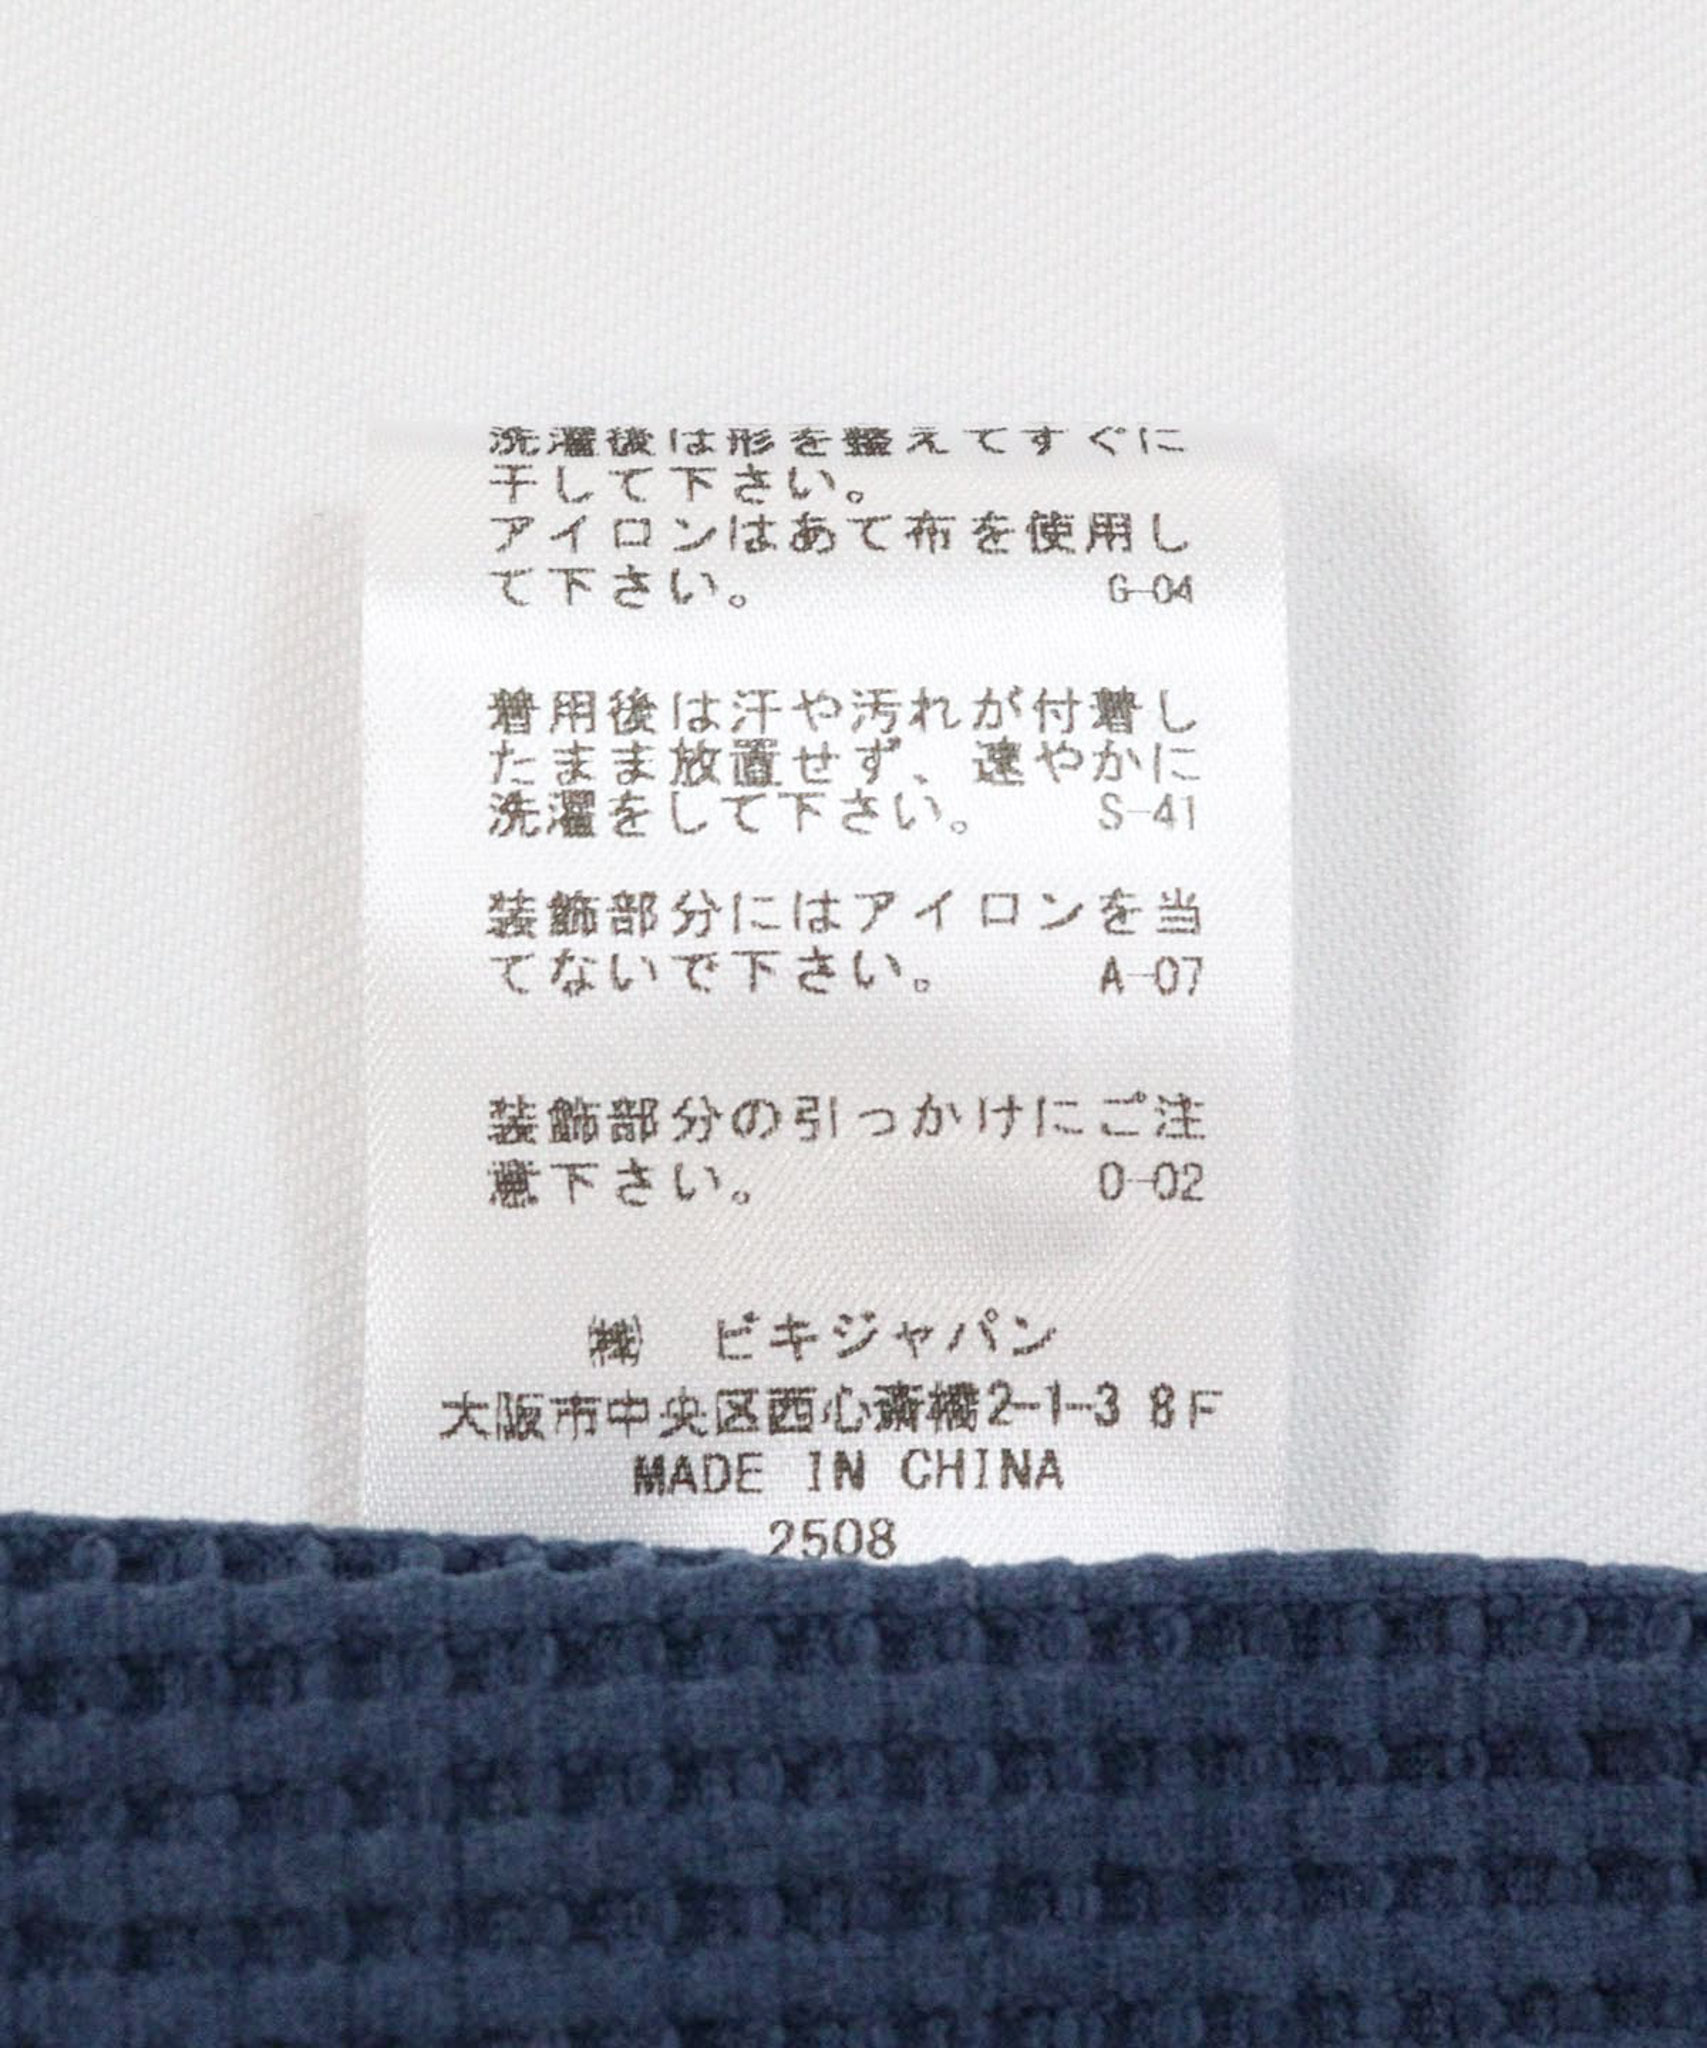 洗濯後は形を整えてすぐに
干して下さい。
アイロンはあて布を使用し
て下さい。 G-04
着用後は汗や汚れが付着し
たまま放置せず、速やかに
洗濯をして下さい。 S-41
装飾部分にはアイロンを当
てないで下さい。 A-07
装飾部分の引っかけにご注
意下さい。 O-02
㈱ ビキジャパン
大阪市中央区西心斎橋2-1-3 8F
MADE IN CHINA
2508